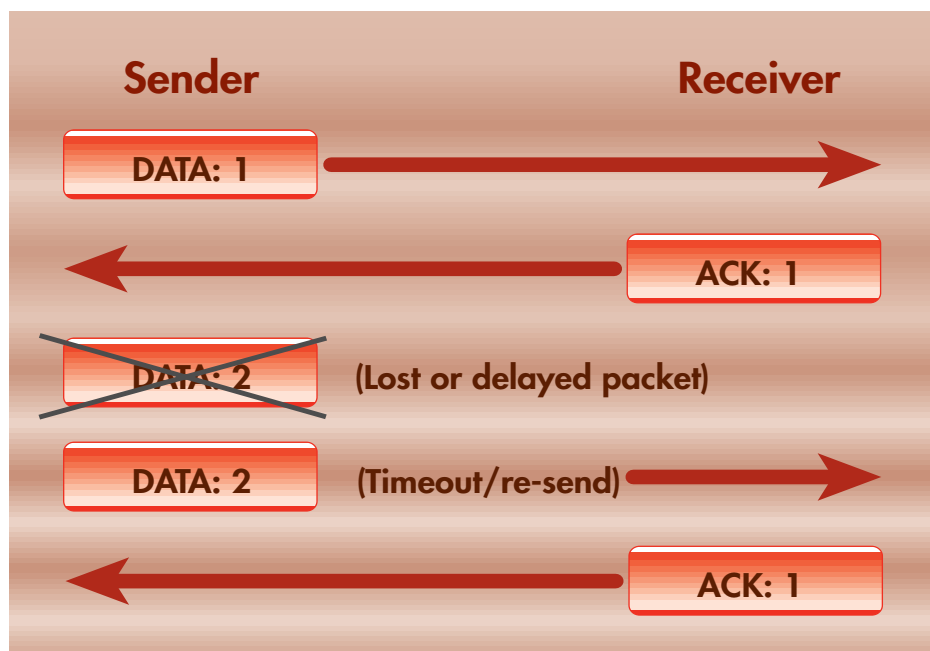 Sender
Receiver
DATA: 1
ACK: 1
DATA: 2
(Lost or delayed packet)
DATA: 2
(Timeout/re-send)
ACK: 1